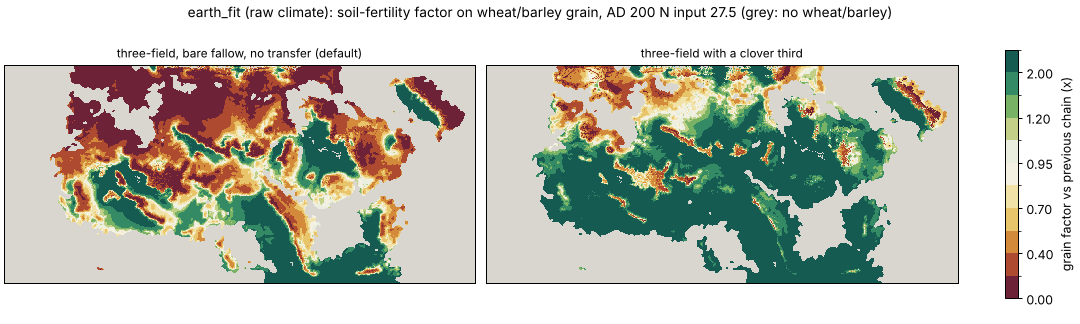 earth_fit (raw climate): soil-fertility factor on wheat/barley grain, AD 200 N input 27.5 (grey: no wheat/barley)
three-field, bare fallow, no transfer (default)
three-field with a clover third
2.00
1.20
0.95
0.70
0.40
0.00
grain factor vs previous chain (x)